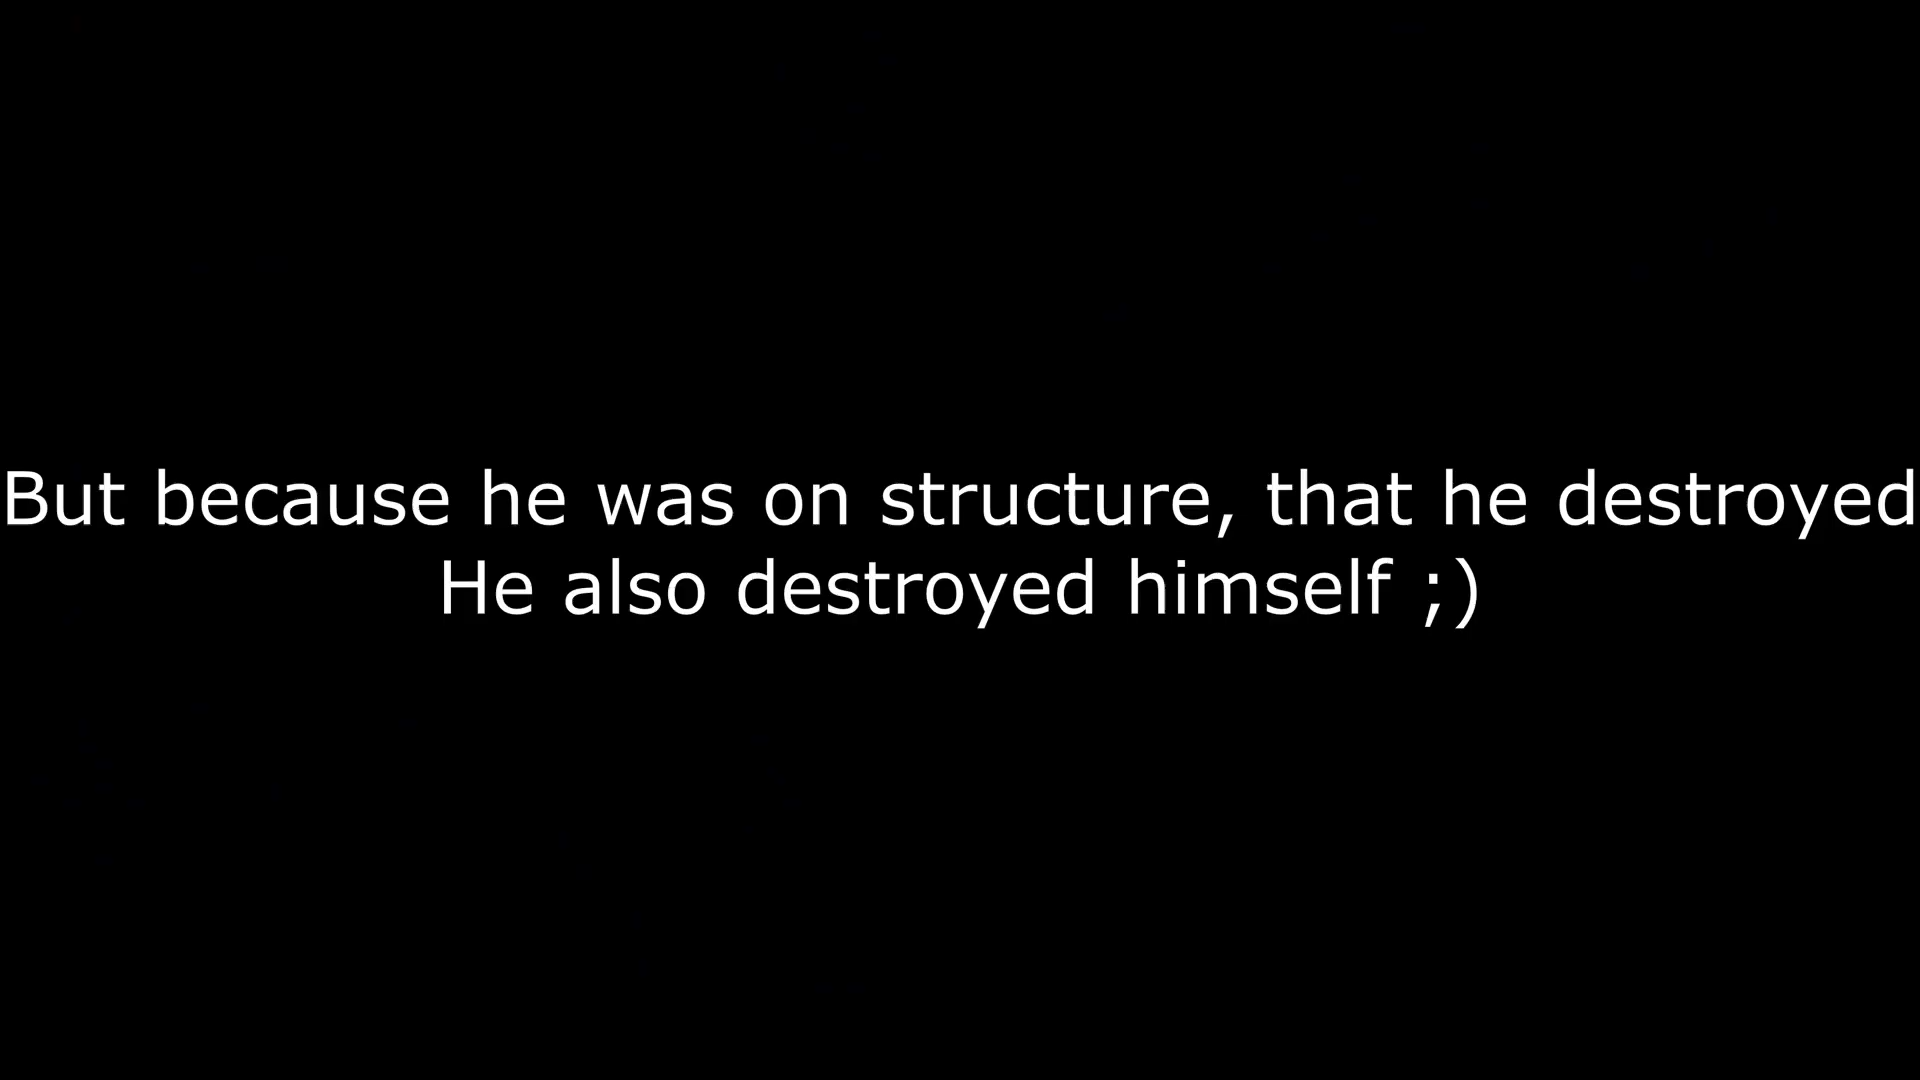 But because he was on structure, that he destroyed
He also destroyed himself ;)